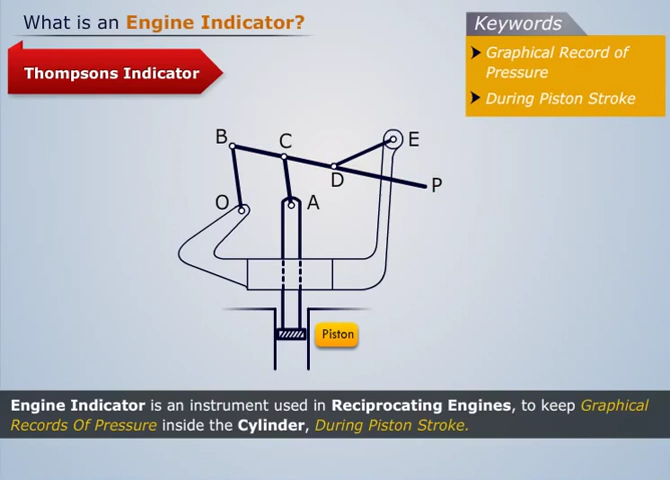 What is an Engine Indicator?
Keywords
Thompsons Indicator
Graphical Record of
Pressure
During Piston Stroke
B
C
E
D
P
O
A
Piston
Engine Indicator is an instrument used in Reciprocating Engines, to keep Graphical
Records Of Pressure inside the Cylinder, During Piston Stroke.